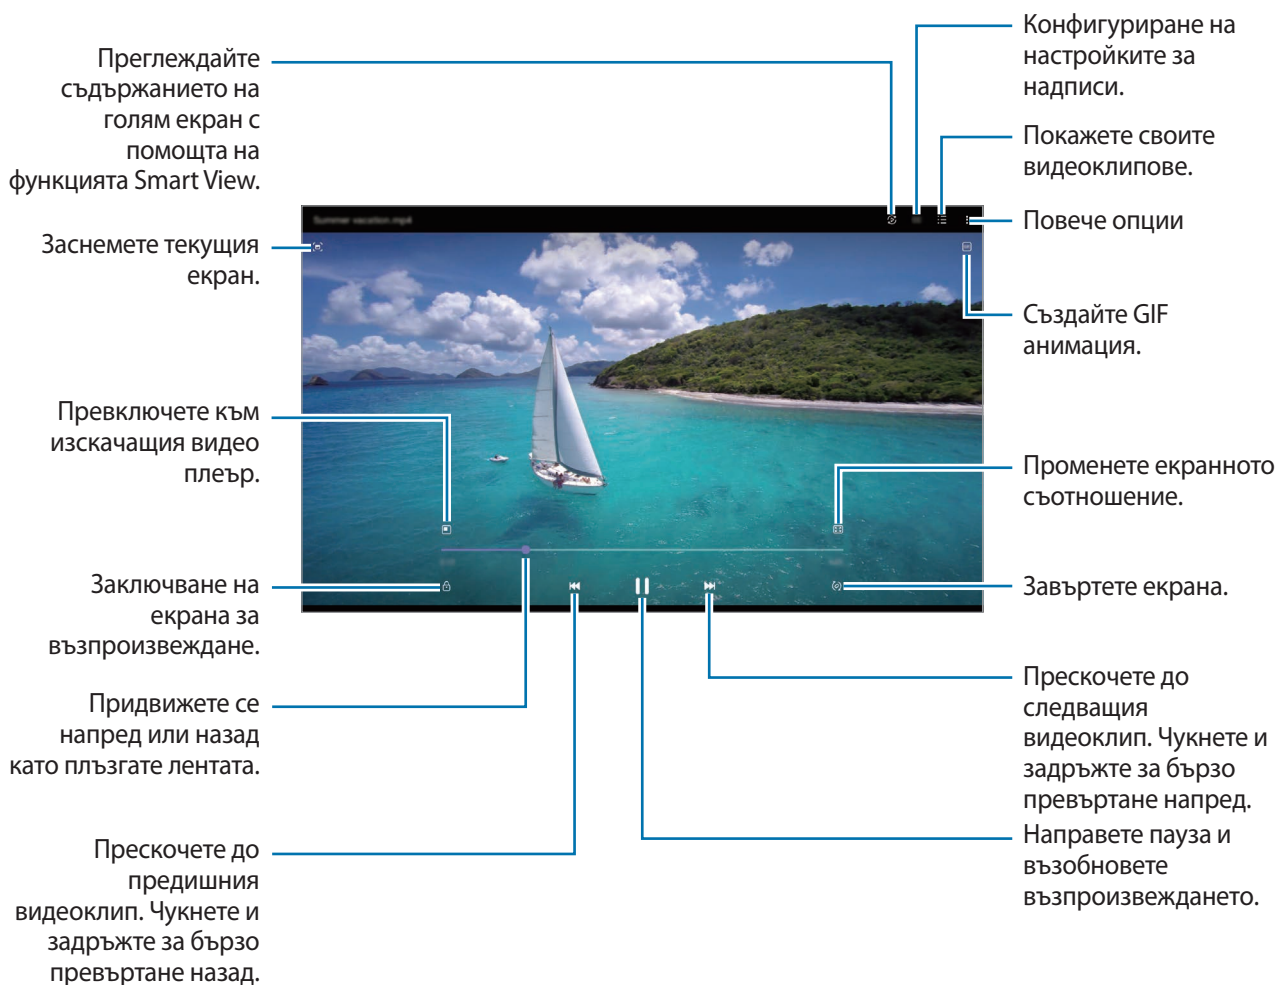 Преглеждайте
съдържанието на
голям екран с
помощта на
функцията Smart View.
Заснемете текущия
екран.
Превключете към
изскачащия видео
плеър.
Заключване на
екрана за
възпроизвеждане.
Придвижете се
напред или назад
като плъзгате лентата.
Прескочете до
предишния
видеоклип. Чукнете и
задръжте за бързо
превъртане назад.
Summer vacation.mp4
Конфигуриране на
настройките за
надписи.
Покажете своите
видеоклипове.
Повече опции
Създайте GIF
анимация.
Променете екранното
съотношение.
Завъртете екрана.
Прескочете до
следващия
видеоклип. Чукнете и
задръжте за бързо
превъртане напред.
Направете пауза и
възобновете
възпроизвеждането.